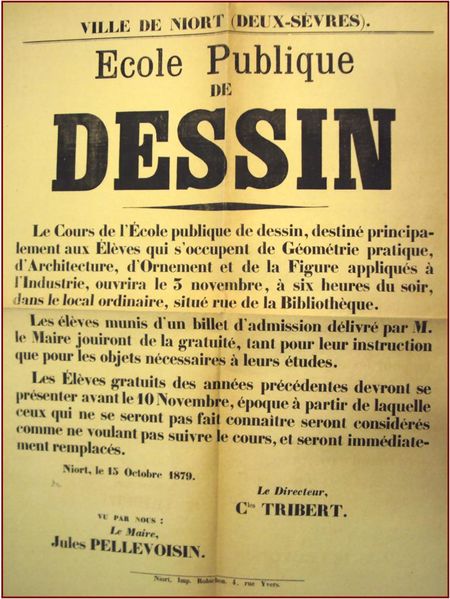 VILLE DE NIORT (DEUX-SÈVRES).
Ecole Publique
DE
DESSIN
Le Cours de l'École publique de dessin, destiné principa-
lement aux Élèves qui s'occupent de Géométrie pratique,
d'Architecture, d'Ornement et de la Figure appliqués à
l'Industrie, ouvrira le 5 novembre, à six heures du soir,
dans le local ordinaire, situé rue de la Bibliothèque.
Les élèves munis d'un billet d'admission délivré par M.
le Maire jouiront de la gratuité, tant pour leur instruction
que pour les objets nécessaires à leurs études.
Les Élèves gratuits des années précédentes devront se
présenter avant le 10 Novembre, époque à partir de laquelle
ceux qui ne se seront pas fait connaître seront considérés
comme ne voulant pas suivre le cours, et seront immédiate-
ment remplacés.
Niort, le 15 Octobre 1879.
Le Directeur,
Cles TRIBERT.
VU PAR NOUS :
Le Maire,
Jules PELLEVOISIN.
Niort, Imp. 4, rue Yvers.